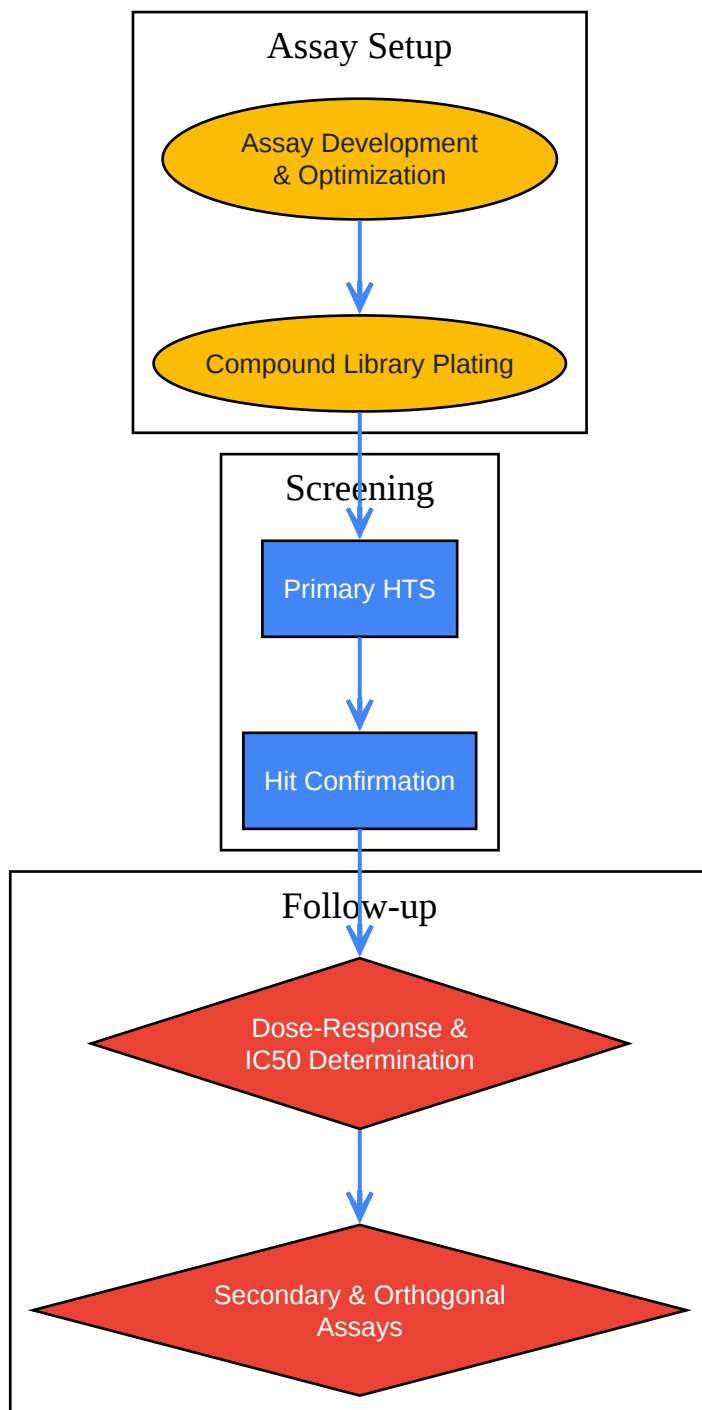 Assay Setup
Assay Development
& Optimization
Compound Library Plating
Screening
Primary HTS
Hit Confirmation
Follow-up
Dose-Response &
IC50 Determination
Secondary & Orthogonal
Assays